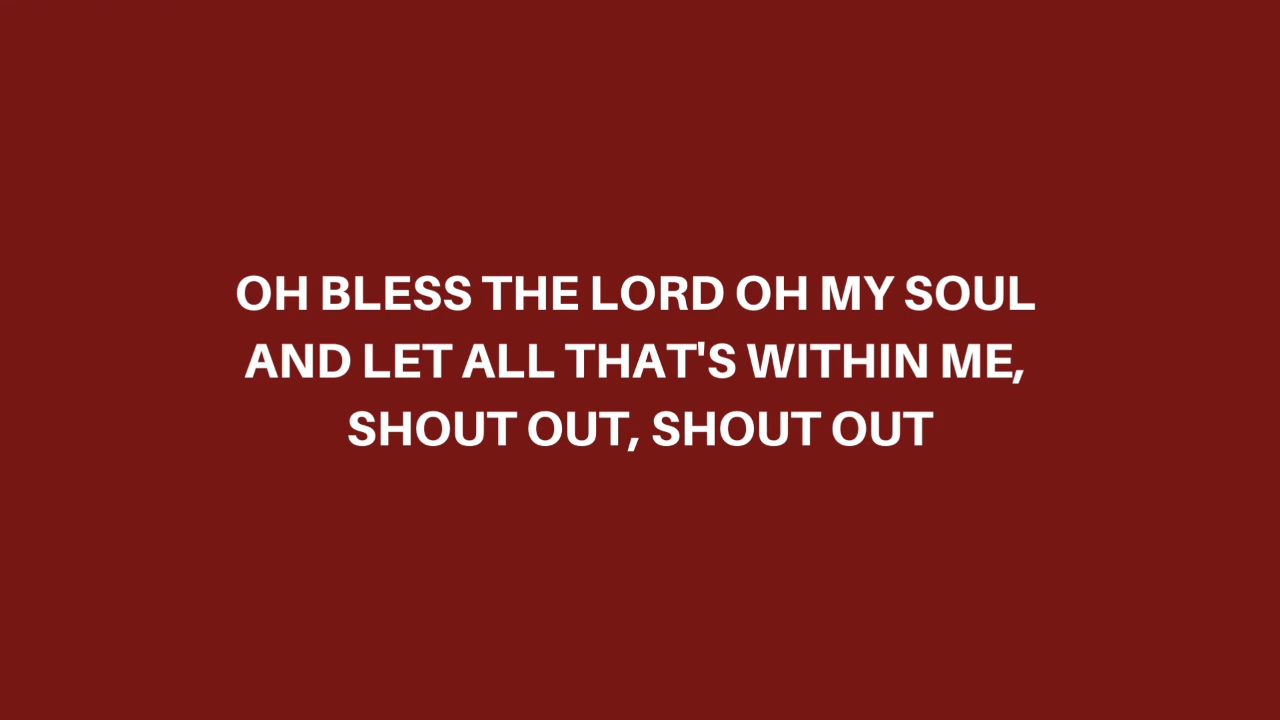 OH BLESS THE LORD OH MY SOUL
AND LET ALL THAT'S WITHIN ME,
SHOUT OUT, SHOUT OUT